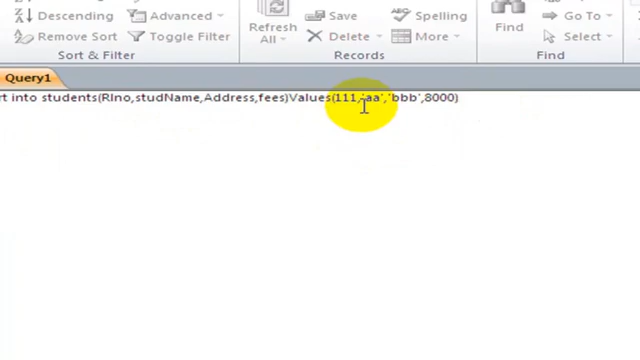 Descending Advanced
Remove Sort Toggle Filter
Sort & Filter
Refresh
All
Save
Delete
Spelling
More
Records
Find
Go To
Select
Find
Query1
rt into students(Rlno,studName,Address,fees)Values(111,'aa','bbb',8000)